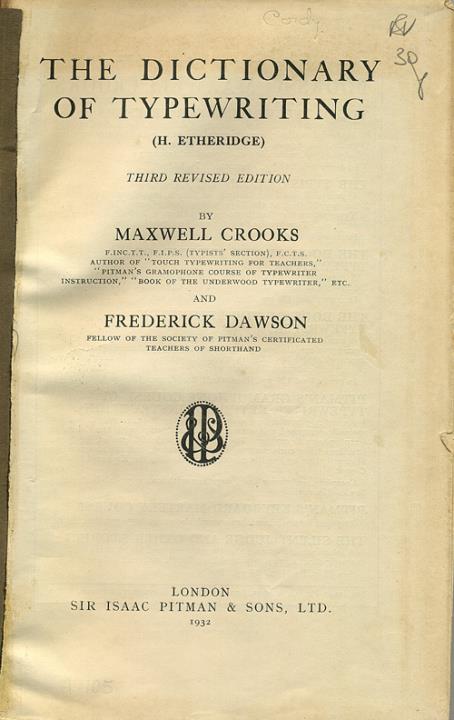 Cordy
30
THE DICTIONARY
OF TYPEWRITING
(H. ETHERIDGE)
THIRD REVISED EDITION
BY
MAXWELL CROOKS
F.INC.T.T., F.I.P.S. (TYPISTS' SECTION), F.C.T.S.
AUTHOR OF "TOUCH TYPEWRITING FOR TEACHERS,"
"PITMAN'S GRAMOPHONE COURSE OF TYPEWRITER
INSTRUCTION," "BOOK OF THE UNDERWOOD TYPEWRITER," ETC.
AND
FREDERICK DAWSON
FELLOW OF THE SOCIETY OF PITMAN'S CERTIFICATED
TEACHERS OF SHORTHAND
LONDON
SIR ISAAC PITMAN & SONS, LTD.
1932